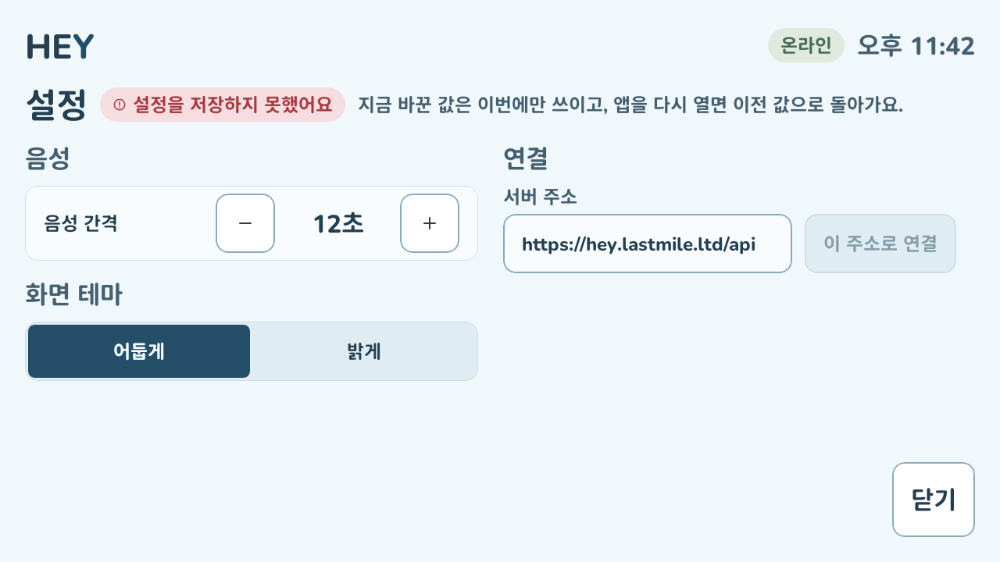 HEY
온라인
오후 11:42
설정
설정을 저장하지 못했어요
지금 바꾼 값은 이번에만 쓰이고, 앱을 다시 열면 이전 값으로 돌아가요.
음성
음성 간격
−
12초
+
화면 테마
어둡게
밝게
연결
서버 주소
https://hey.lastmile.ltd/api
이 주소로 연결
닫기